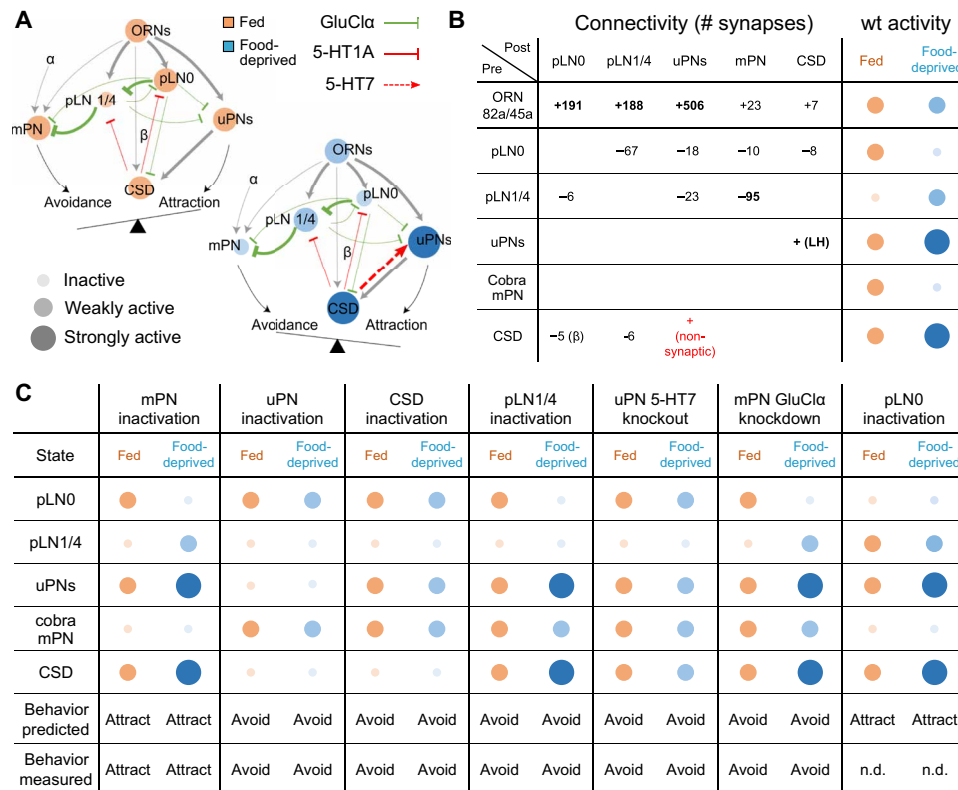 A
Fed
Food-
deprived
GluClα
5-HT1A
5-HT7
ORNs
α
pLN0
pLN 1/4
mPN
uPNs
β
CSD
Avoidance
Attraction
ORNs
α
pLN0
pLN 1/4
mPN
uPNs
β
CSD
Avoidance
Attraction
Inactive
Weakly active
Strongly active
B
Connectivity (# synapses) wt activity
Post
Pre
pLN0 pLN1/4 uPNs mPN CSD Fed Food-
deprived
ORN
82a/45a
+191 +188 +506 +23 +7
pLN0 −67 −18 −10 −8
pLN1/4 −6 −23 −95
uPNs + (LH)
Cobra
mPN
CSD −5 (β) -6 +
(non-
synaptic)
C
mPN
inactivation
uPN
inactivation
CSD
inactivation
pLN1/4
inactivation
uPN 5-HT7
knockout
mPN GluClα
knockdown
pLN0
inactivation
State Fed Food-
deprived Fed Food-
deprived Fed Food-
deprived Fed Food-
deprived Fed Food-
deprived Fed Food-
deprived Fed Food-
deprived
pLN0
pLN1/4
uPNs
cobra
mPN
CSD
Behavior
predicted
Attract Attract Avoid Avoid Avoid Avoid Avoid Avoid Avoid Avoid Avoid Avoid Attract Attract
Behavior
measured
Attract Attract Avoid Avoid Avoid Avoid Avoid Avoid Avoid Avoid Avoid Avoid n.d. n.d.